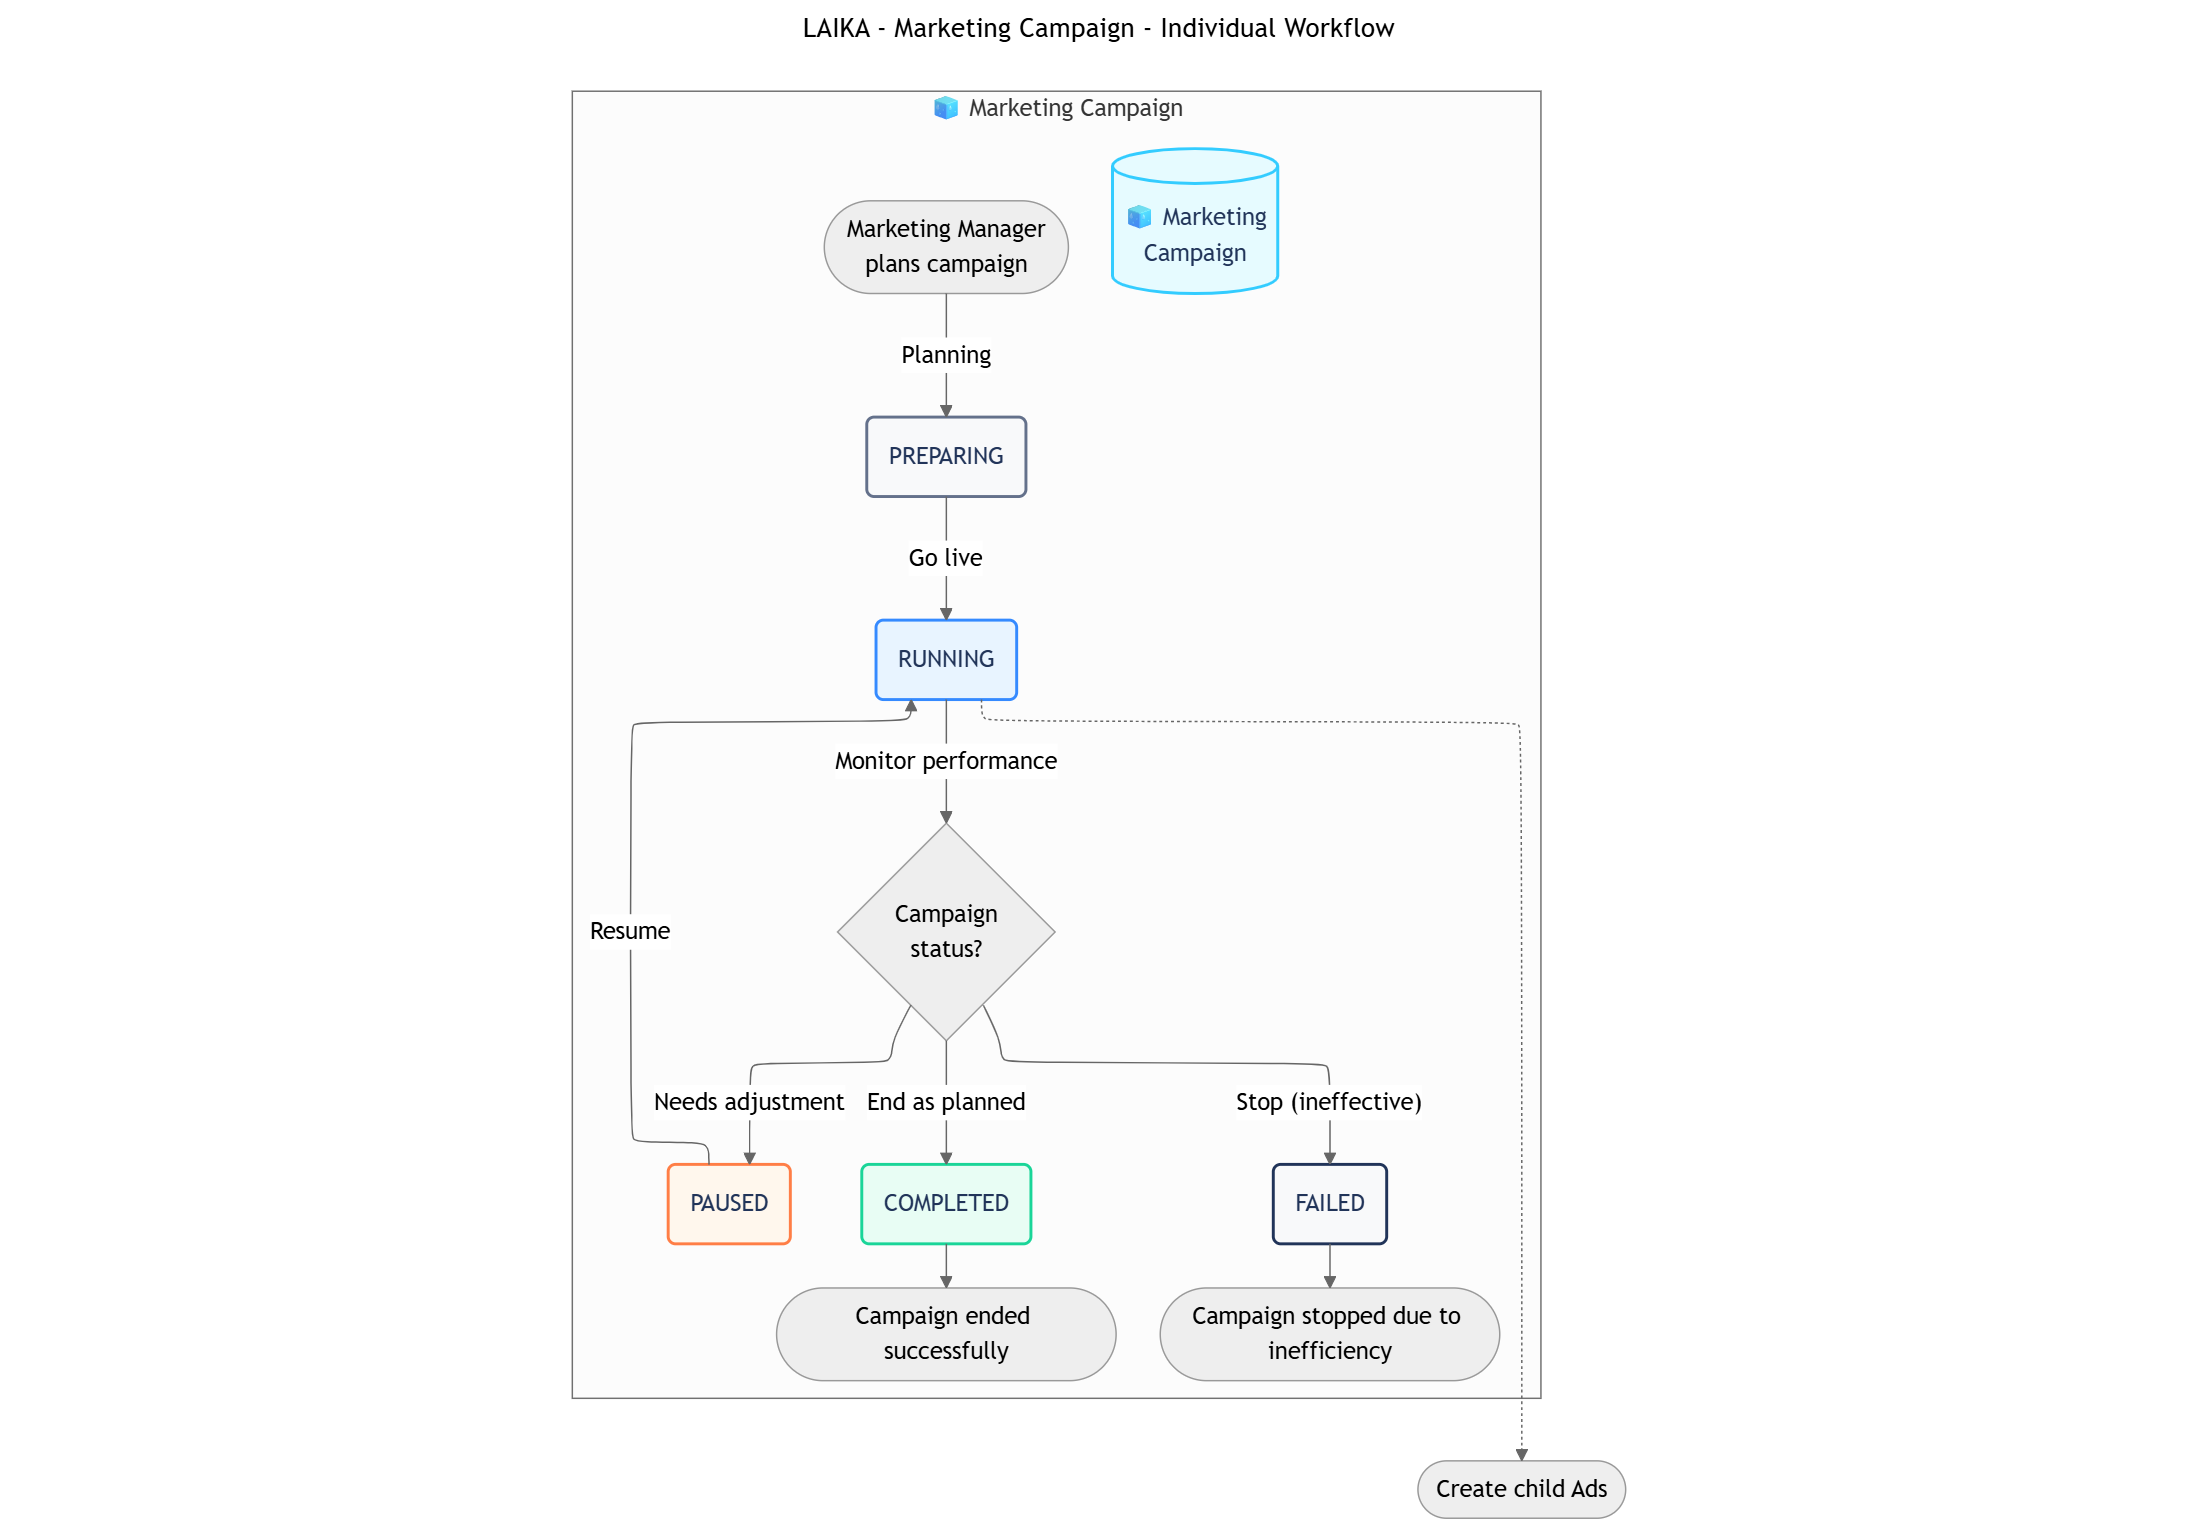 LAIKA - Marketing Campaign - Individual Workflow
Marketing Campaign
Marketing
Campaign
Marketing Manager
plans campaign
Planning
PREPARING
Go live
RUNNING
Monitor performance
Campaign
status?
Resume
Needs adjustment
End as planned
Stop (ineffective)
PAUSED
COMPLETED
FAILED
Campaign ended
successfully
Campaign stopped due to
inefficiency
Create child Ads